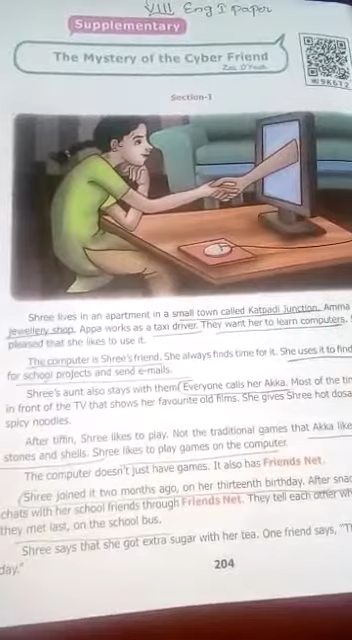 VIII Eng I paper
Supplementary
The Mystery of the Cyber Friend
Zac O'Yeah
Section-1
Shree lives in an apartment in a small town called Katpadi Junction. Amma
jewellery shop. Appa works as a taxi driver. They want her to learn computers.
pleased that she likes to use it.
The computer is Shree's friend. She always finds time for it. She uses it to find
for school projects and send e-mails.
Shree's aunt also stays with them. Everyone calls her Akka. Most of the
in front of the TV that shows her favourite old films. She gives Shree hot
spicy noodles.
After tiffin, Shree likes to play. Not the traditional games that Akka
stones and shells. Shree likes to play games on the computer.
The computer doesn't just have games. It also has Friends Net.
Shree joined it two months ago, on her thirteenth birthday. After
chats with her school friends through Friends Net. They tell each other
they met last, on the school bus.
Shree says that she got extra sugar with her tea. One friend says,
day."
204